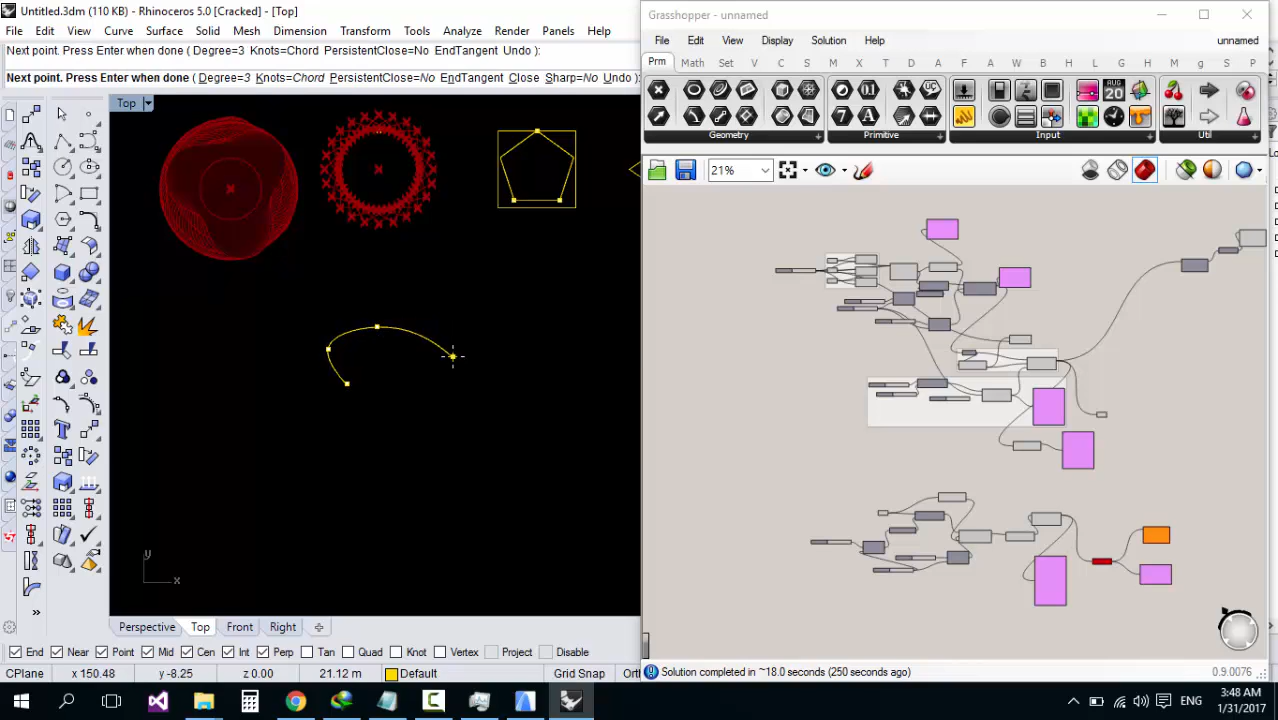 Untitled.3dm (110 KB) - Rhinoceros 5.0 [Cracked] - [Top]
File Edit View Curve Surface Solid Mesh Dimension Transform Tools Analyze Render Panels Help
Next point. Press Enter when done ( Degree=3 Knots=Chord PersistentClose=No EndTangent Undo ):
Next point. Press Enter when done ( Degree=3 Knots=Chord PersistentClose=No EndTangent Close Sharp=No Undo ):
Top
y
x
Perspective Top Front Right
End Near Point Mid Cen Int Perp Tan Quad Knot Vertex Project Disable
CPlane x 150.48 y -8.25 z 0.00 21.12 m Default Grid Snap Ort
Grasshopper - unnamed
File Edit View Display Solution Help unnamed
Prm Math Set V C S M X T D A W B H L H M g S P
Geometry Primitive Input Util
21%
Solution completed in ~18.0 seconds (250 seconds ago) 0.9.0076
ENG
3:48 AM
1/31/2017